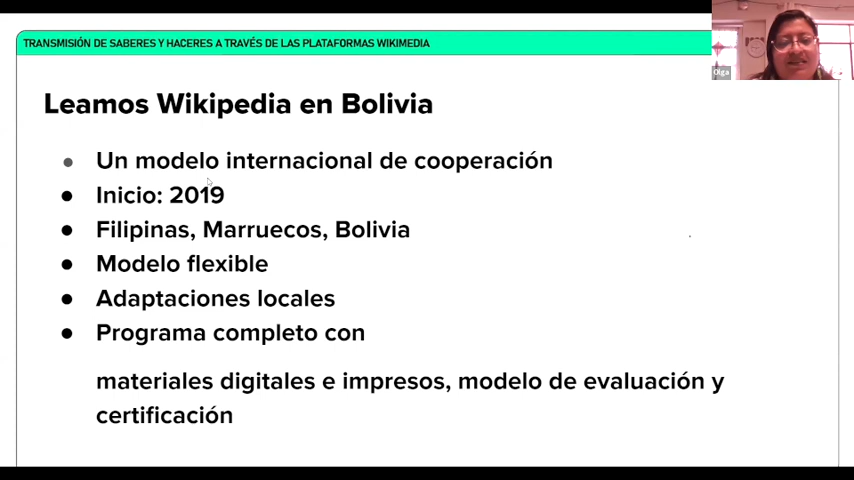 TRANSMISIÓN DE SABERES Y HACERES A TRAVÉS DE LAS PLATAFORMAS WIKIMEDIA
Olga
Leamos Wikipedia en Bolivia
● Un modelo internacional de cooperación
● Inicio: 2019
● Filipinas, Marruecos, Bolivia
● Modelo flexible
● Adaptaciones locales
● Programa completo con
materiales digitales e impresos, modelo de evaluación y
certificación